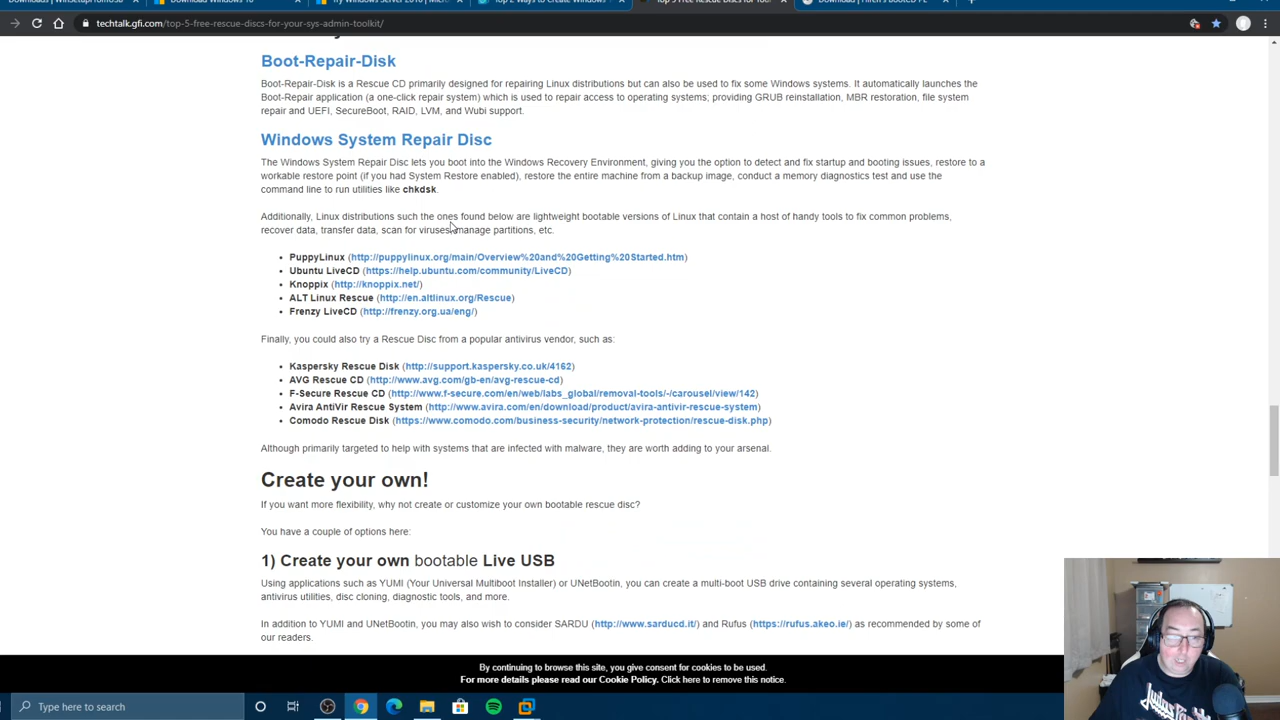 techtalk.gfi.com/top-5-free-rescue-discs-for-your-sys-admin-toolkit/
Boot-Repair-Disk
Boot-Repair-Disk is a Rescue CD primarily designed for repairing Linux distributions but can also be used to fix some Windows systems. It automatically launches the
Boot-Repair application (a one-click repair system) which is used to repair access to operating systems; providing GRUB reinstallation, MBR restoration, file system
repair and UEFI, SecureBoot, RAID, LVM, and Wubi support.
Windows System Repair Disc
The Windows System Repair Disc lets you boot into the Windows Recovery Environment, giving you the option to detect and fix startup and booting issues, restore to a
workable restore point (if you had System Restore enabled), restore the entire machine from a backup image, conduct a memory diagnostics test and use the
command line to run utilities like chkdsk.
Additionally, Linux distributions such the ones found below are lightweight bootable versions of Linux that contain a host of handy tools to fix common problems,
recover data, transfer data, scan for viruses manage partitions, etc.
• PuppyLinux (http://puppylinux.org/main/Overview%20and%20Getting%20Started.htm)
• Ubuntu LiveCD (https://help.ubuntu.com/community/LiveCD)
• Knoppix (http://knoppix.net/)
• ALT Linux Rescue (http://en.altlinux.org/Rescue)
• Frenzy LiveCD (http://frenzy.org.ua/eng/)
Finally, you could also try a Rescue Disc from a popular antivirus vendor, such as:
• Kaspersky Rescue Disk (http://support.kaspersky.co.uk/4162)
• AVG Rescue CD (http://www.avg.com/gb-en/avg-rescue-cd)
• F-Secure Rescue CD (http://www.f-secure.com/en/web/labs_global/removal-tools/-/carousel/view/142)
• Avira AntiVir Rescue System (http://www.avira.com/en/download/product/avira-antivir-rescue-system)
• Comodo Rescue Disk (https://www.comodo.com/business-security/network-protection/rescue-disk.php)
Although primarily targeted to help with systems that are infected with malware, they are worth adding to your arsenal.
Create your own!
If you want more flexibility, why not create or customize your own bootable rescue disc?
You have a couple of options here:
1) Create your own bootable Live USB
Using applications such as YUMI (Your Universal Multiboot Installer) or UNetBootin, you can create a multi-boot USB drive containing several operating systems,
antivirus utilities, disc cloning, diagnostic tools, and more.
In addition to YUMI and UNetBootin, you may also wish to consider SARDU (http://www.sarducd.it/) and Rufus (https://rufus.akeo.ie/) as recommended by some of
our readers.
By continuing to browse this site, you give consent for cookies to be used.
For more details please read our Cookie Policy. Click here to remove this notice.
Type here to search